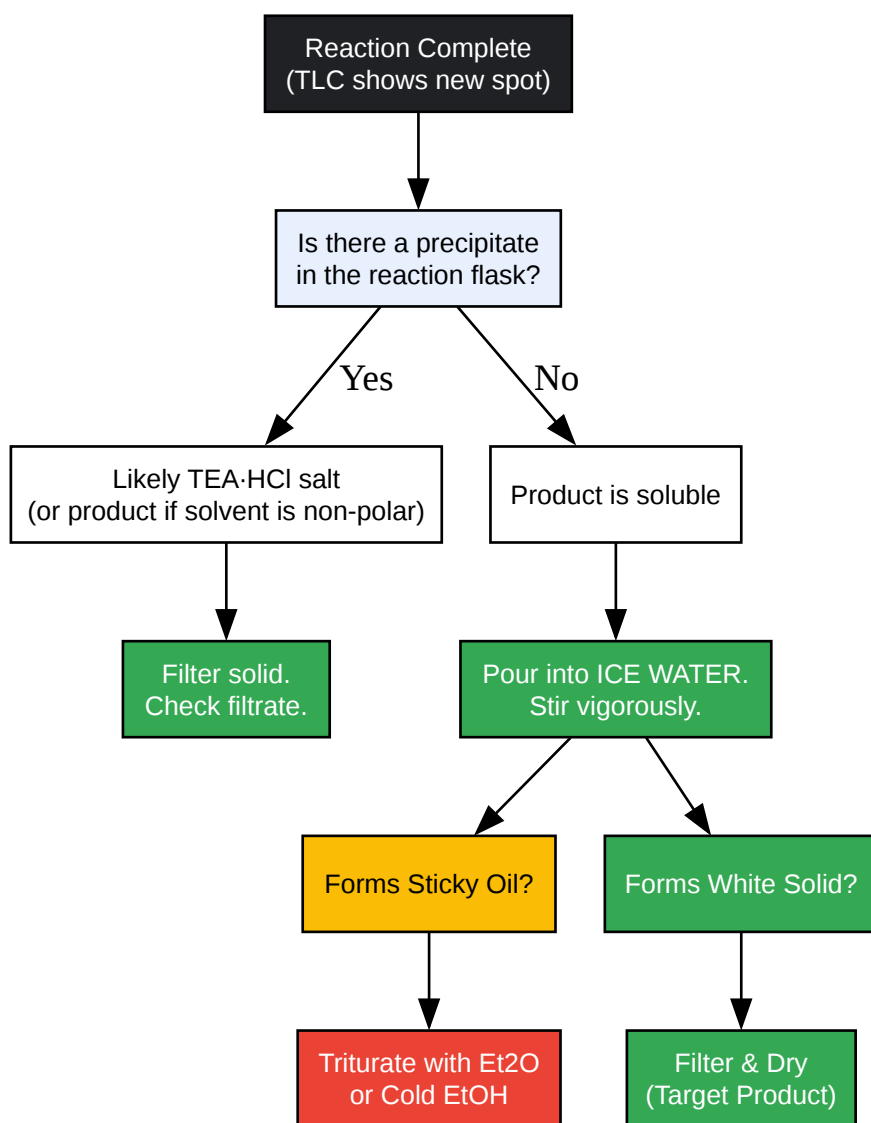 Reaction Complete
(TLC shows new spot)
Is there a precipitate
in the reaction flask?
Yes
No
Likely TEA·HCl salt
(or product if solvent is non-polar)
Product is soluble
Filter solid.
Check filtrate.
Pour into ICE WATER.
Stir vigorously.
Forms Sticky Oil?
Forms White Solid?
Triturate with Et2O
or Cold EtOH
Filter & Dry
(Target Product)